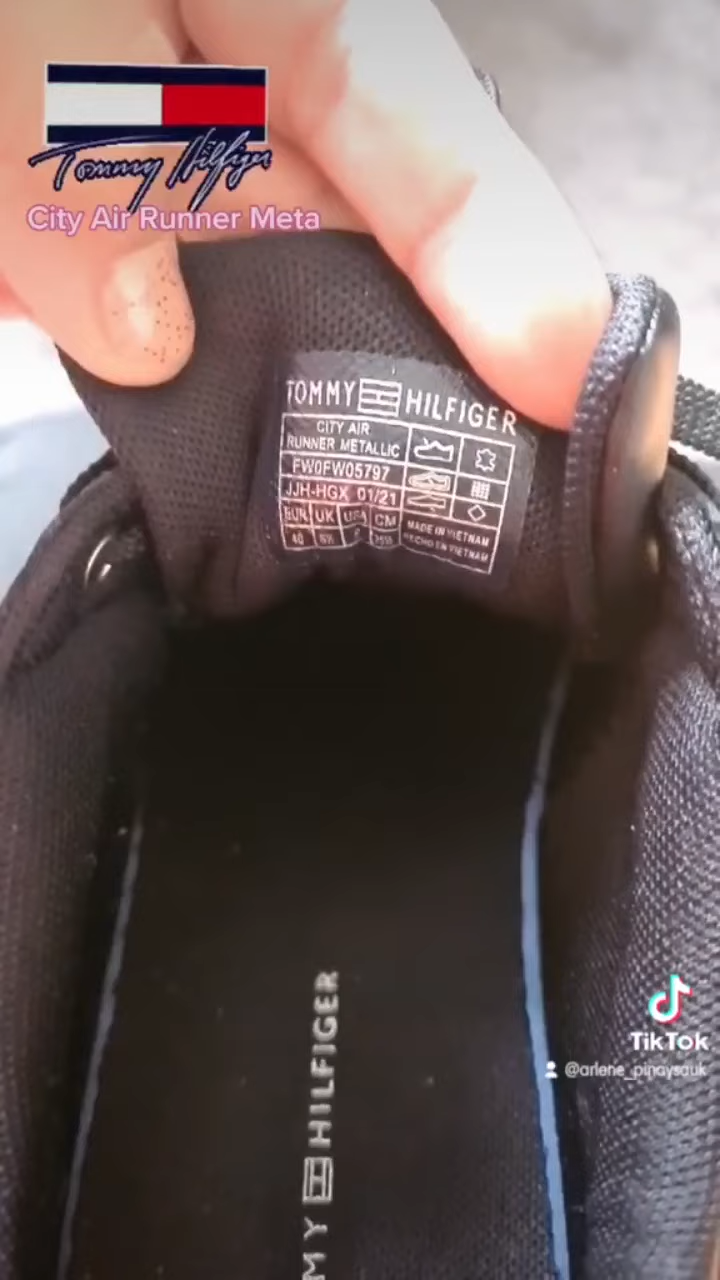 Tommy Hilfiger
City Air Runner Meta
TOMMY HILFIGER
CITY AIR
RUNNER METALLIC
FW0FW05797
JJH-HGX 01/21
EUR UK USA CM
40
MADE IN VIETNAM
HECHO EN VIETNAM
MY HILFIGER
TikTok
@arlene_pinaysauk